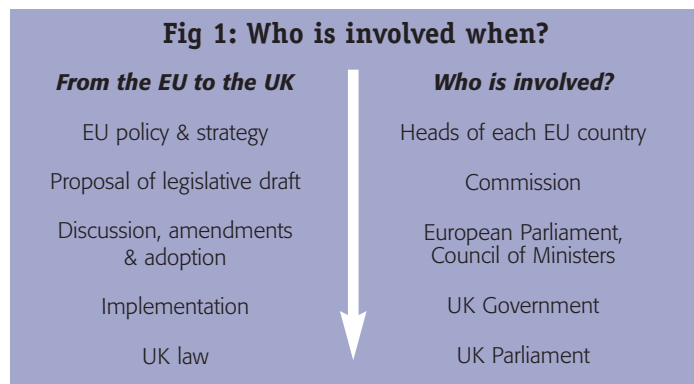 Fig 1: Who is involved when?
From the EU to the UK
Who is involved?
EU policy & strategy
Heads of each EU country
Proposal of legislative draft
Commission
Discussion, amendments
& adoption
European Parliament,
Council of Ministers
Implementation
UK Government
UK law
UK Parliament